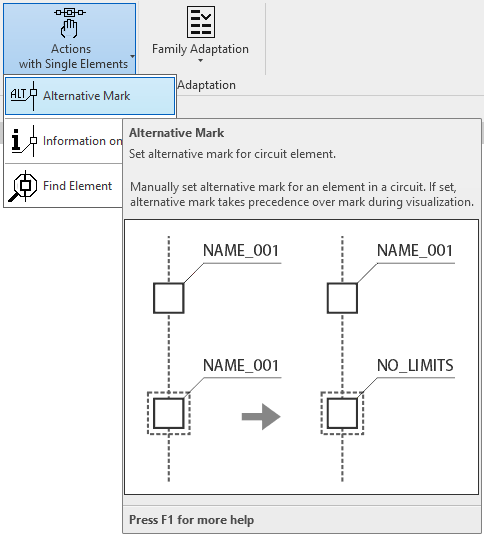 Actions
with Single Elements
Family Adaptation
Adaptation
ALT
Alternative Mark
Information on
Find Element
Alternative Mark
Set alternative mark for circuit element.
Manually set alternative mark for an element in a circuit. If set,
alternative mark takes precedence over mark during visualization.
NAME_001
NAME_001
NAME_001
NO_LIMITS
Press F1 for more help